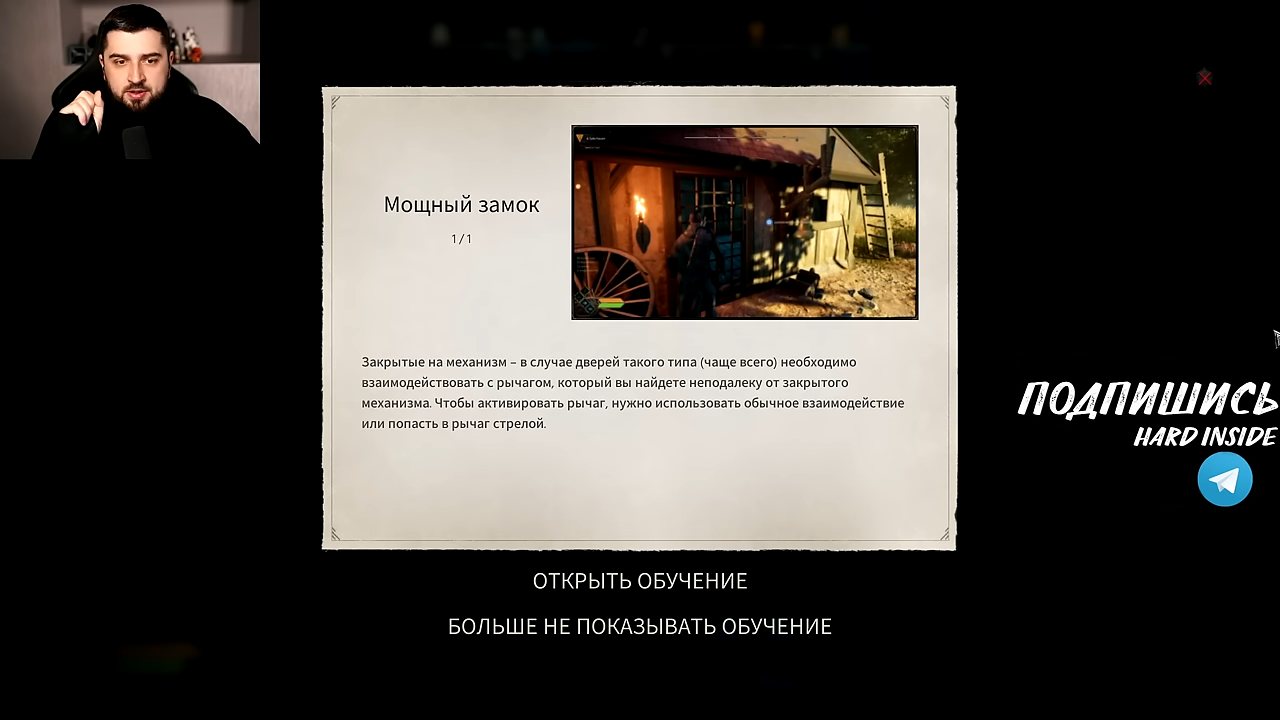 Мощный замок
1/1
Закрытые на механизм – в случае дверей такого типа (чаще всего) необходимо
взаимодействовать с рычагом, который вы найдете неподалеку от закрытого
механизма. Чтобы активировать рычаг, нужно использовать обычное взаимодействие
или попасть в рычаг стрелой.
ПОДПИШИСЬ
HARD INSIDE
ОТКРЫТЬ ОБУЧЕНИЕ
БОЛЬШЕ НЕ ПОКАЗЫВАТЬ ОБУЧЕНИЕ